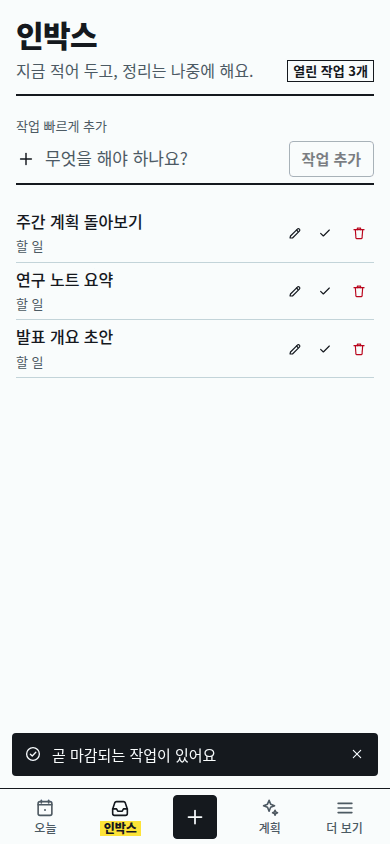 인박스
지금 적어 두고, 정리는 나중에 해요.
열린 작업 3개
작업 빠르게 추가
무엇을 해야 하나요?
작업 추가
주간 계획 돌아보기
할 일
연구 노트 요약
할 일
발표 개요 초안
할 일
곧 마감되는 작업이 있어요
오늘
인박스
계획
더 보기